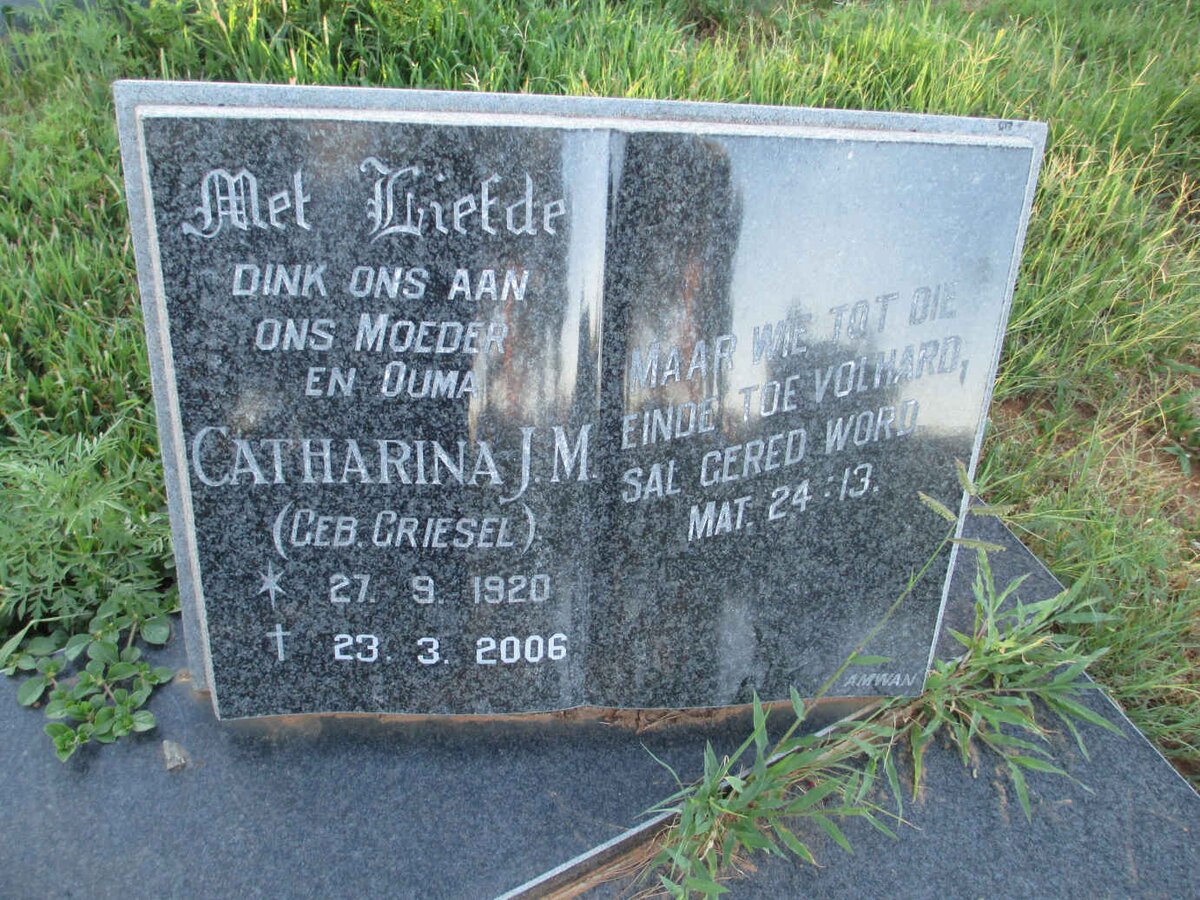 Met Liefde
DINK ONS AAN
ONS MOEDER
EN OUMA
CATHARINA J.M.
(GEB. GRIESEL)
* 27. 9. 1920
† 23. 3. 2006
MAAR WIE TOT DIE
EINDE TOE VOLHARD,
SAL GERED WORD
MAT. 24:13.
AMWAN